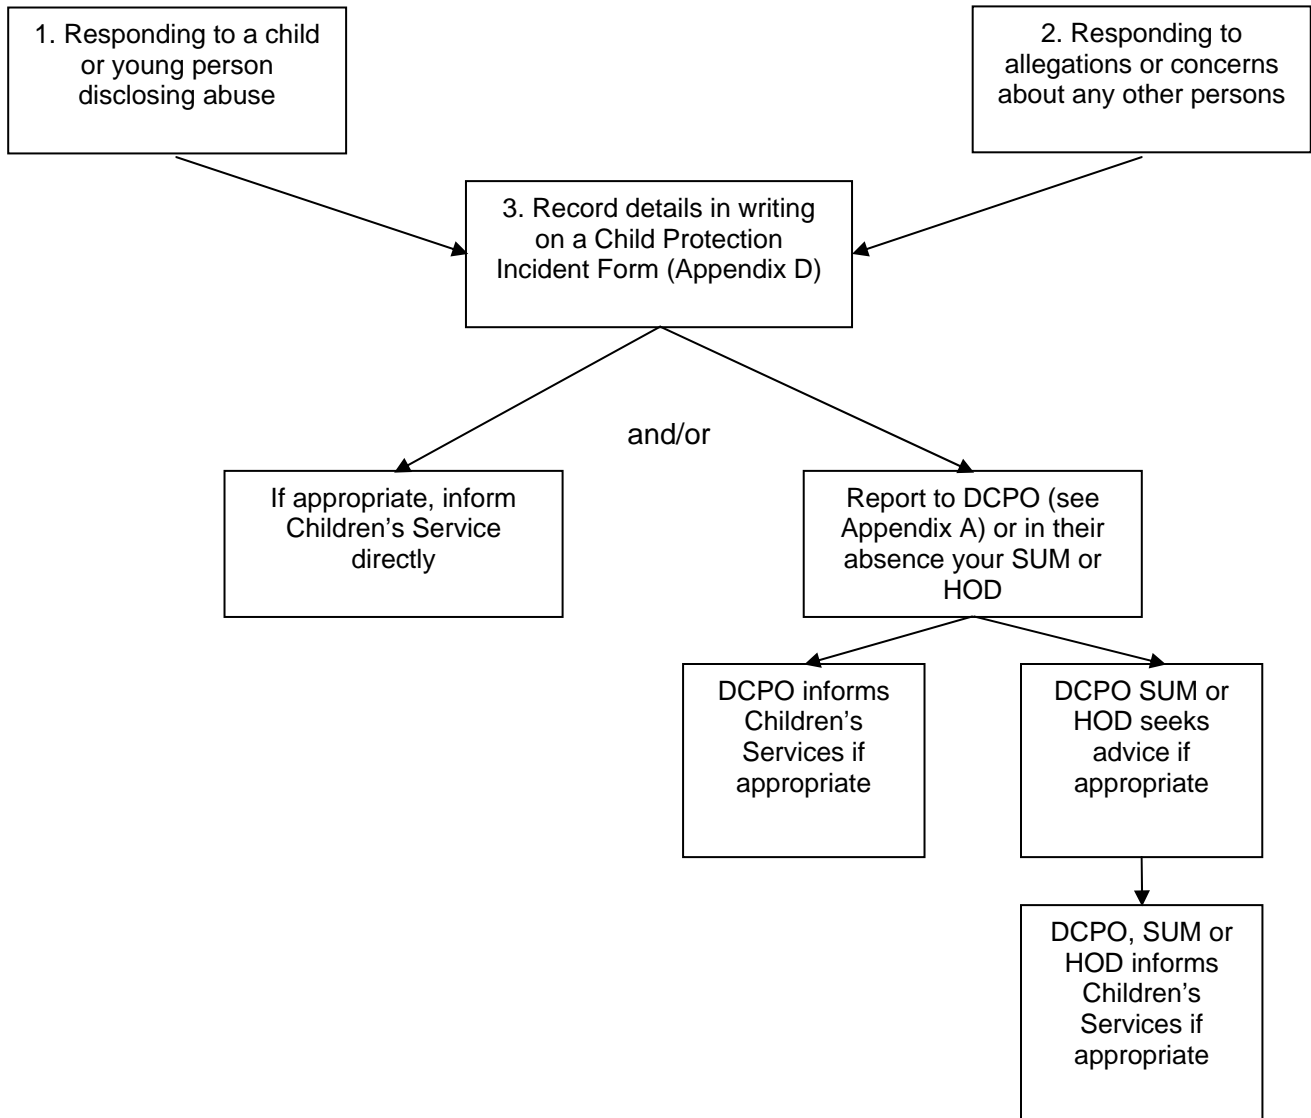 1. Responding to a child
or young person
disclosing abuse
2. Responding to
allegations or concerns
about any other persons
3. Record details in writing
on a Child Protection
Incident Form (Appendix D)
and/or
If appropriate, inform
Children’s Service
directly
Report to DCPO (see
Appendix A) or in their
absence your SUM or
HOD
DCPO informs
Children’s
Services if
appropriate
DCPO SUM or
HOD seeks
advice if
appropriate
DCPO, SUM or
HOD informs
Children’s
Services if
appropriate